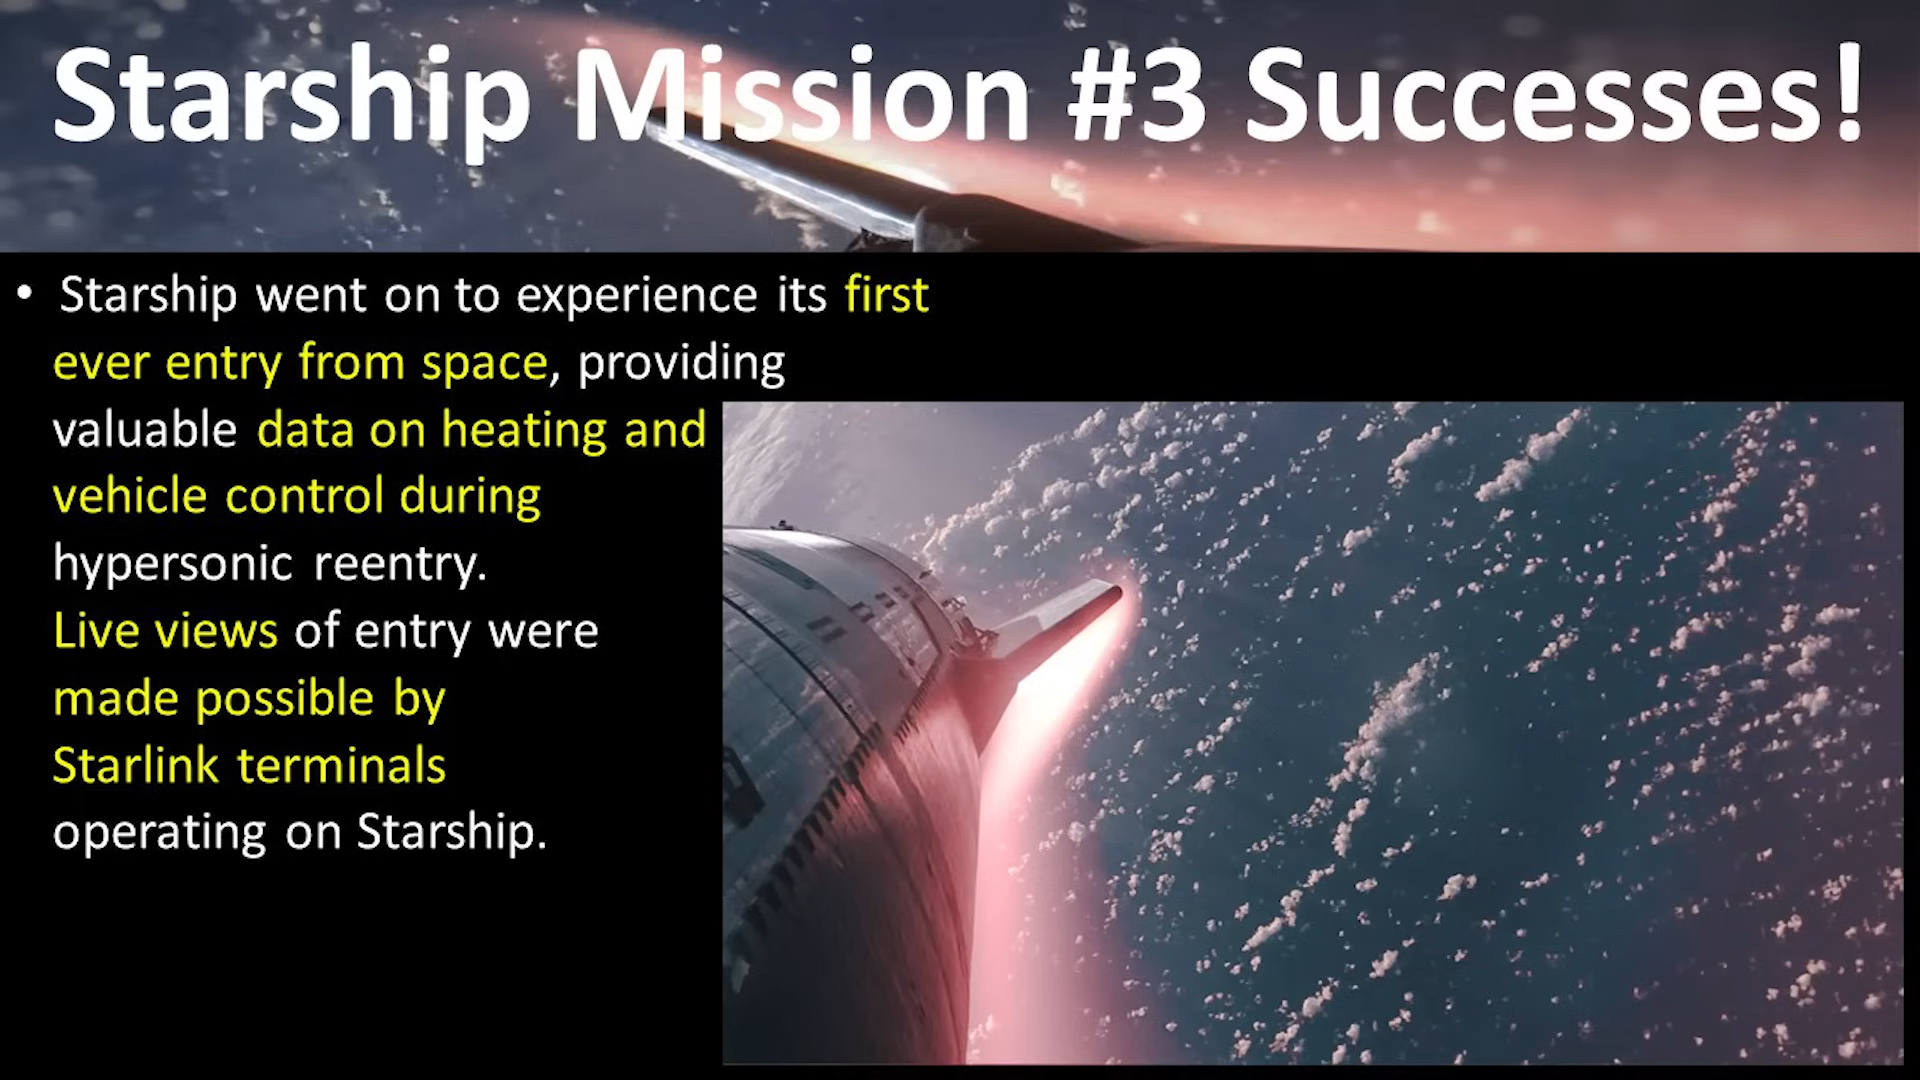 Starship Mission #3 Successes!
• Starship went on to experience its first
ever entry from space, providing
valuable data on heating and
vehicle control during
hypersonic reentry.
Live views of entry were
made possible by
Starlink terminals
operating on Starship.